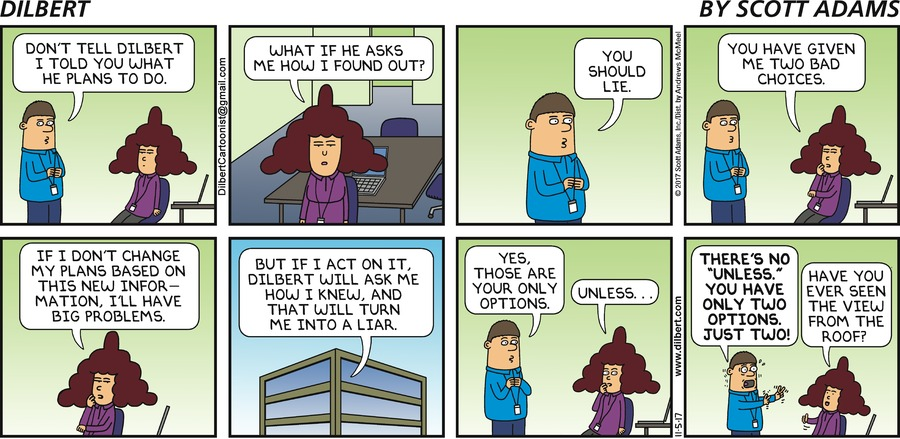 DILBERT
BY SCOTT ADAMS
DON'T TELL DILBERT
I TOLD YOU WHAT
HE PLANS TO DO.
DilbertCartoonist@gmail.com
WHAT IF HE ASKS
ME HOW I FOUND OUT?
YOU
SHOULD
LIE.
© 2017 Scott Adams, Inc./Dist. by Andrews McMeel
YOU HAVE GIVEN
ME TWO BAD
CHOICES.
IF I DON'T CHANGE
MY PLANS BASED ON
THIS NEW INFOR-
MATION, I'LL HAVE
BIG PROBLEMS.
BUT IF I ACT ON IT,
DILBERT WILL ASK ME
HOW I KNEW, AND
THAT WILL TURN
ME INTO A LIAR.
YES,
THOSE ARE
YOUR ONLY
OPTIONS.
UNLESS...
11-5-17
www.dilbert.com
THERE'S NO
"UNLESS."
YOU HAVE
ONLY TWO
OPTIONS.
JUST TWO!
HAVE YOU
EVER SEEN
THE VIEW
FROM THE
ROOF?